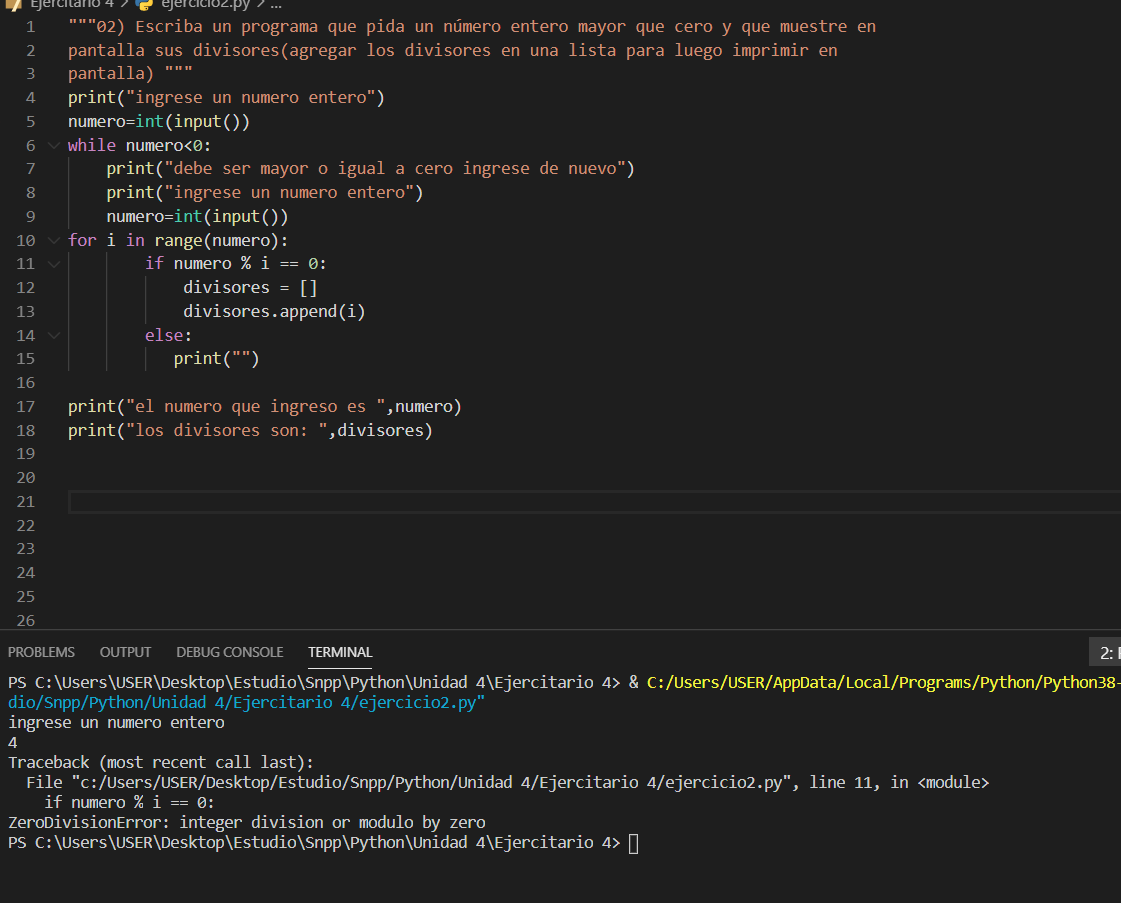 Ejercitario 4 > ejercicio2.py > ...
1 """02) Escriba un programa que pida un número entero mayor que cero y que muestre en
2 pantalla sus divisores(agregar los divisores en una lista para luego imprimir en
3 pantalla) """
4 print("ingrese un numero entero")
5 numero=int(input())
6 while numero<0:
7     print("debe ser mayor o igual a cero ingrese de nuevo")
8     print("ingrese un numero entero")
9     numero=int(input())
10 for i in range(numero):
11         if numero % i == 0:
12             divisores = []
13             divisores.append(i)
14         else:
15            print("")
16
17 print("el numero que ingreso es ",numero)
18 print("los divisores son: ",divisores)
19
20
21
22
23
24
25
26
PROBLEMS OUTPUT DEBUG CONSOLE TERMINAL 2:
PS C:\Users\USER\Desktop\Estudio\Snpp\Python\Unidad 4\Ejercitario 4> & C:/Users/USER/AppData/Local/Programs/Python/Python38-
dio/Snpp/Python/Unidad 4/Ejercitario 4/ejercicio2.py"
ingrese un numero entero
4
Traceback (most recent call last):
  File "c:/Users/USER/Desktop/Estudio/Snpp/Python/Unidad 4/Ejercitario 4/ejercicio2.py", line 11, in <module>
    if numero % i == 0:
ZeroDivisionError: integer division or modulo by zero
PS C:\Users\USER\Desktop\Estudio\Snpp\Python\Unidad 4\Ejercitario 4>